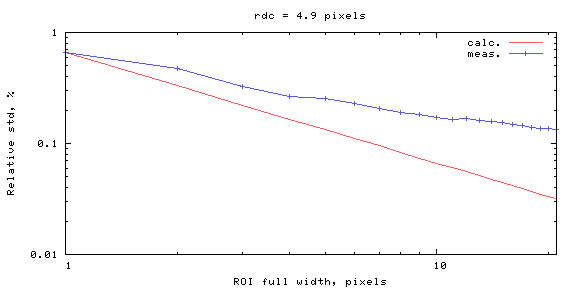 rdc = 4.9 pixels
1
calc.
meas.
Relative std, %
0.1
0.01
1
10
ROI full width, pixels